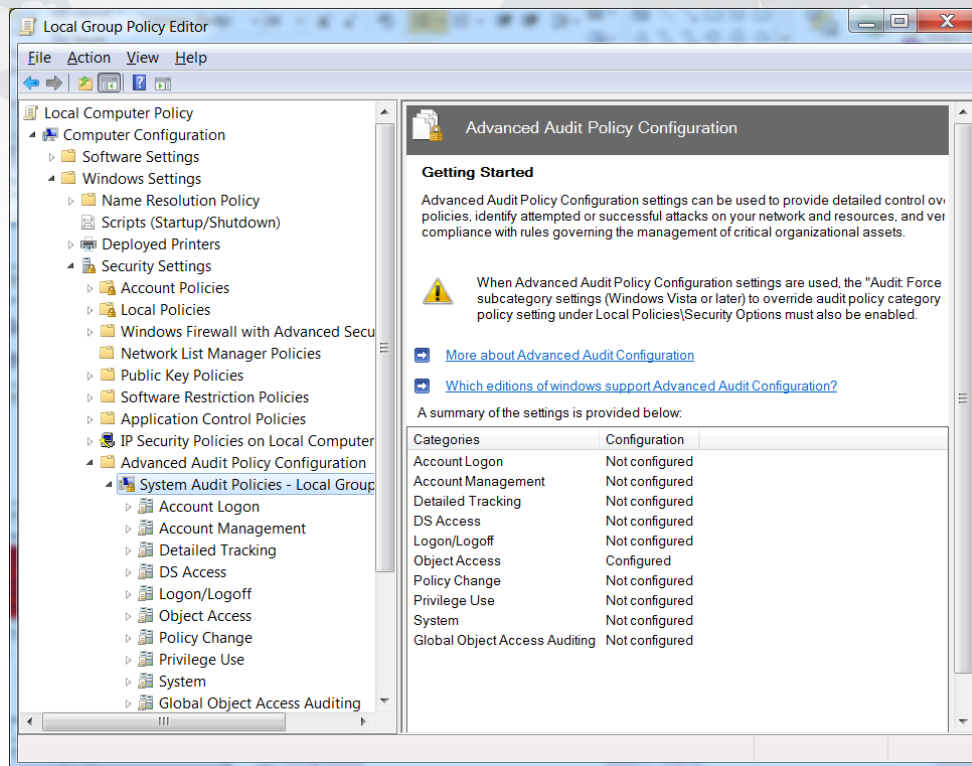 Local Group Policy Editor
File Action View Help
Local Computer Policy
Computer Configuration
Software Settings
Windows Settings
Name Resolution Policy
Scripts (Startup/Shutdown)
Deployed Printers
Security Settings
Account Policies
Local Policies
Windows Firewall with Advanced Secu
Network List Manager Policies
Public Key Policies
Software Restriction Policies
Application Control Policies
IP Security Policies on Local Computer
Advanced Audit Policy Configuration
System Audit Policies - Local Group
Account Logon
Account Management
Detailed Tracking
DS Access
Logon/Logoff
Object Access
Policy Change
Privilege Use
System
Global Object Access Auditing
Advanced Audit Policy Configuration
Getting Started
Advanced Audit Policy Configuration settings can be used to provide detailed control ov
policies, identify attempted or successful attacks on your network and resources, and ver
compliance with rules governing the management of critical organizational assets.
When Advanced Audit Policy Configuration settings are used, the "Audit: Force
subcategory settings (Windows Vista or later) to override audit policy category
policy setting under Local Policies\Security Options must also be enabled.
More about Advanced Audit Configuration
Which editions of windows support Advanced Audit Configuration?
A summary of the settings is provided below:
Categories Configuration
Account Logon Not configured
Account Management Not configured
Detailed Tracking Not configured
DS Access Not configured
Logon/Logoff Not configured
Object Access Configured
Policy Change Not configured
Privilege Use Not configured
System Not configured
Global Object Access Auditing Not configured